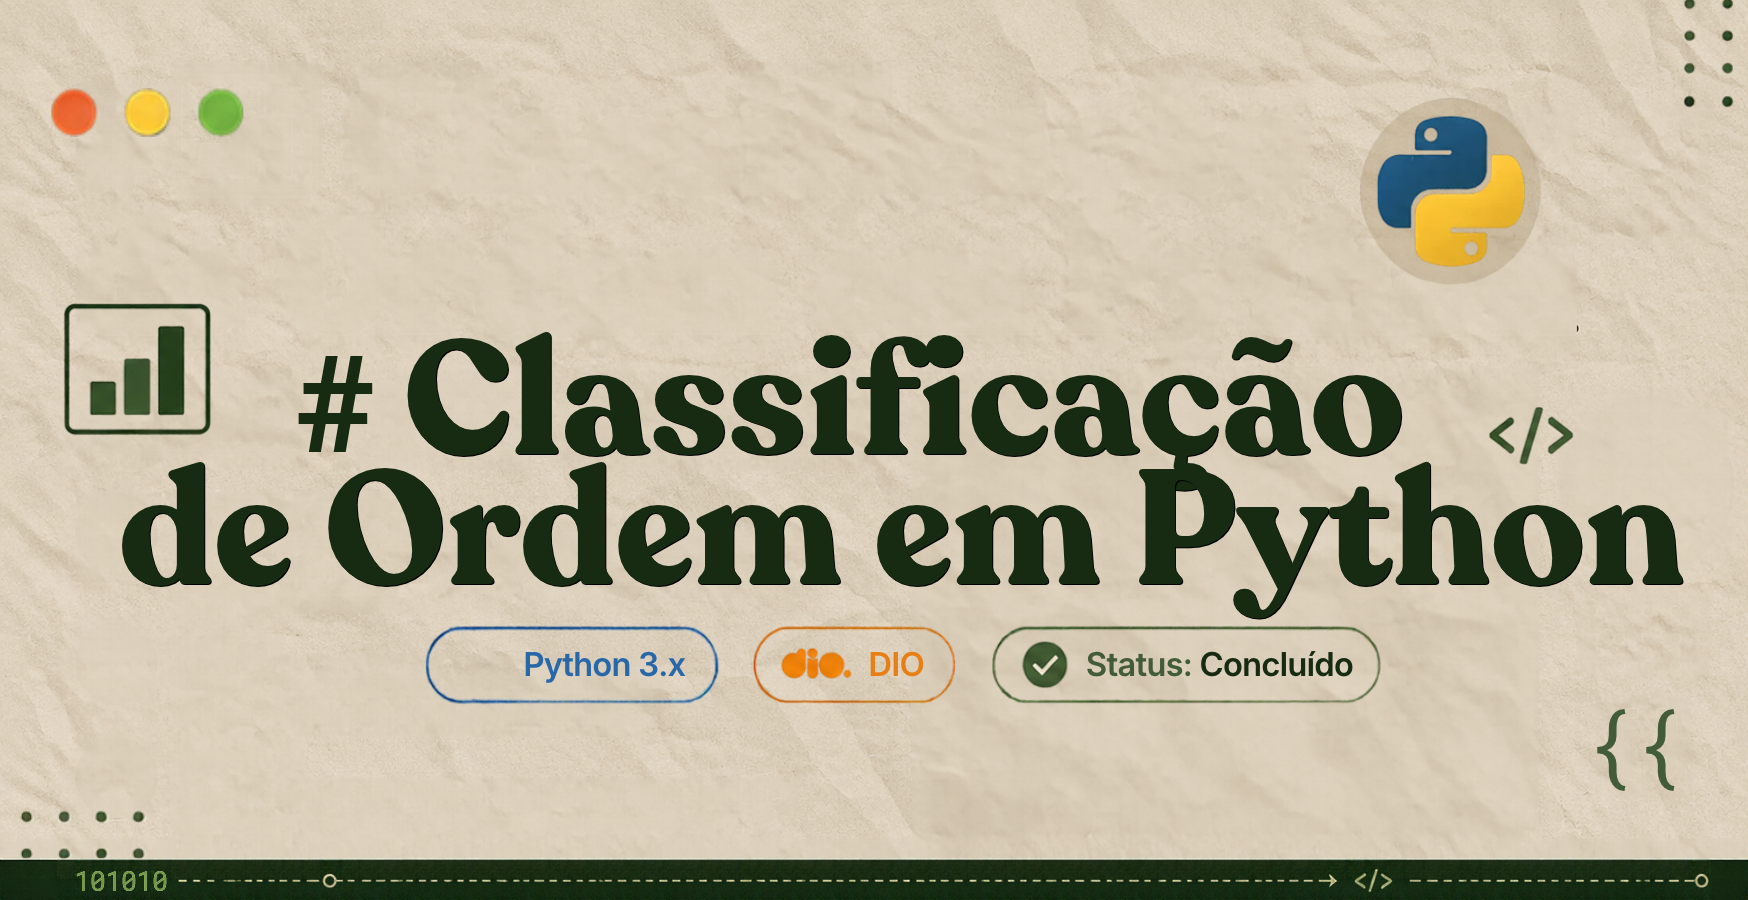 # Classificação
</>
de Ordem em Python
Python 3.x
dio. DIO
Status: Concluído
{ {
101010
</>